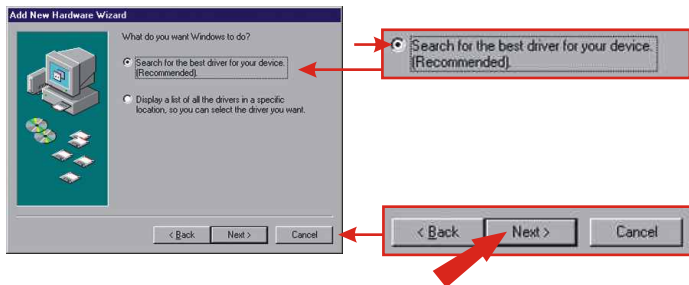 Add New Hardware Wizard
What do you want Windows to do?
Search for the best driver for your device.
(Recommended).
Display a list of all the drivers in a specific
location, so you can select the driver you want.
< Back
Next >
Cancel
Search for the best driver for your device.
(Recommended).
< Back
Next >
Cancel